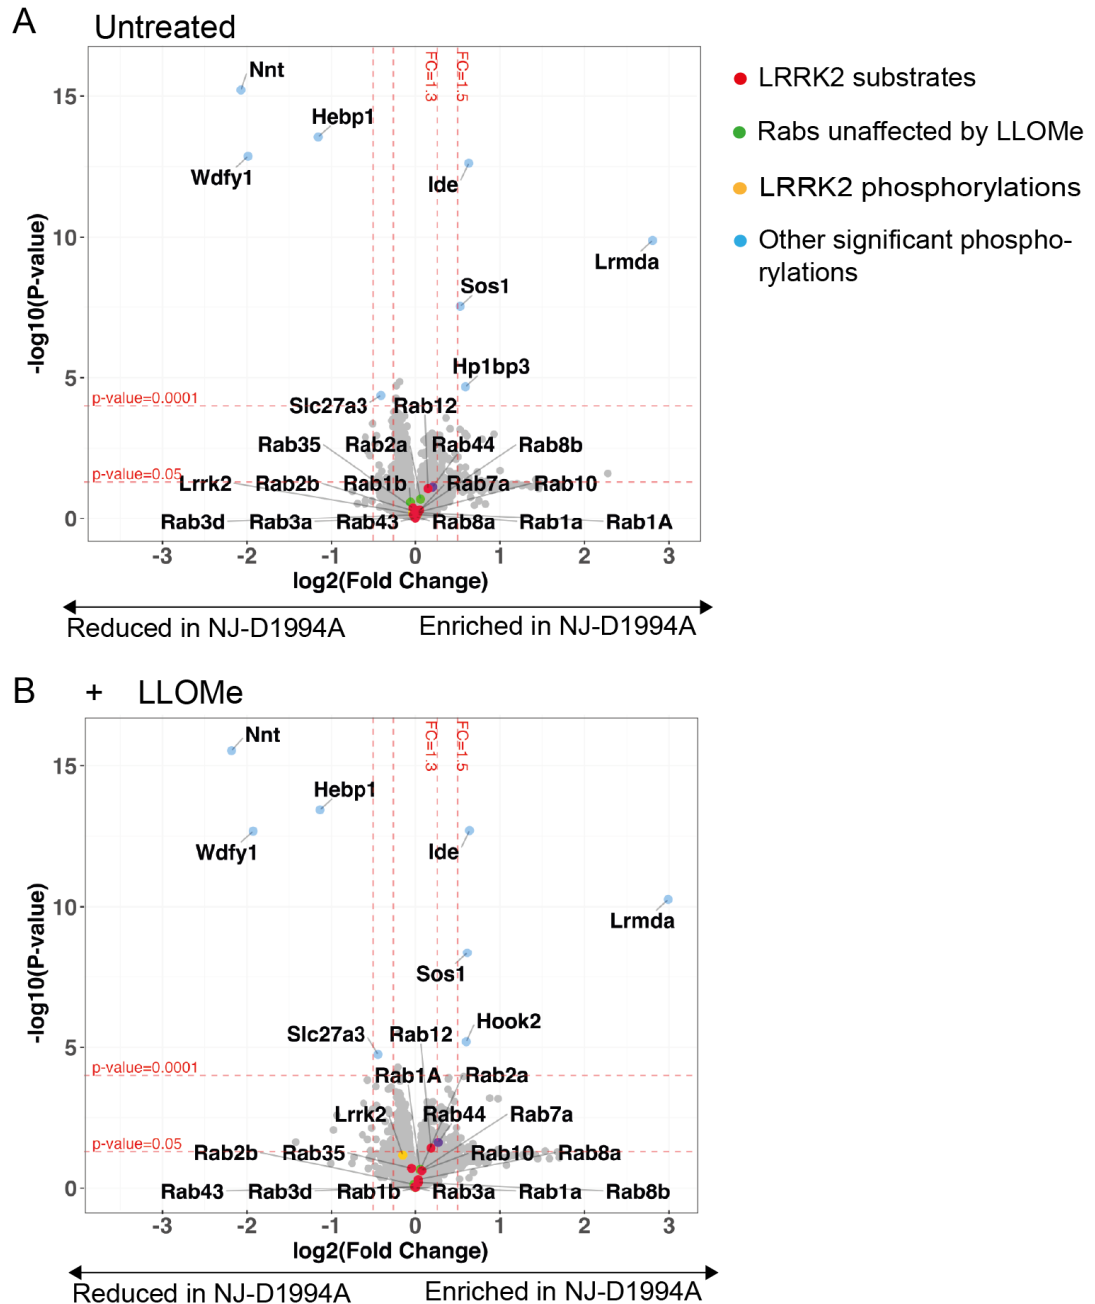 A
Untreated
Nnt
Hebp1
Wdfy1
Ide
Lrmda
Sos1
Hp1bp3
Slc27a3 Rab12
Rab35 Rab2a Rab44 Rab8b
Lrrk2 Rab2b Rab1b Rab7a Rab10
Rab3d Rab3a Rab43 Rab8a Rab1a Rab1A
FC=1.3
FC=1.5
p-value=0.0001
p-value=0.05
15
10
5
0
-log10(P-value)
-3 -2 -1 0 1 2 3
log2(Fold Change)
Reduced in NJ-D1994A
Enriched in NJ-D1994A
LRRK2 substrates
Rabs unaffected by LLOMe
LRRK2 phosphorylations
Other significant phospho-
rylations
B
+ LLOMe
Nnt
Hebp1
Wdfy1
Ide
Lrmda
Sos1
Hook2
Slc27a3 Rab12
Rab1A Rab2a
Lrrk2 Rab44 Rab7a
Rab2b Rab35 Rab10 Rab8a
Rab43 Rab3d Rab1b Rab3a Rab1a Rab8b
FC=1.3
FC=1.5
p-value=0.0001
p-value=0.05
15
10
5
0
-log10(P-value)
-3 -2 -1 0 1 2 3
log2(Fold Change)
Reduced in NJ-D1994A
Enriched in NJ-D1994A